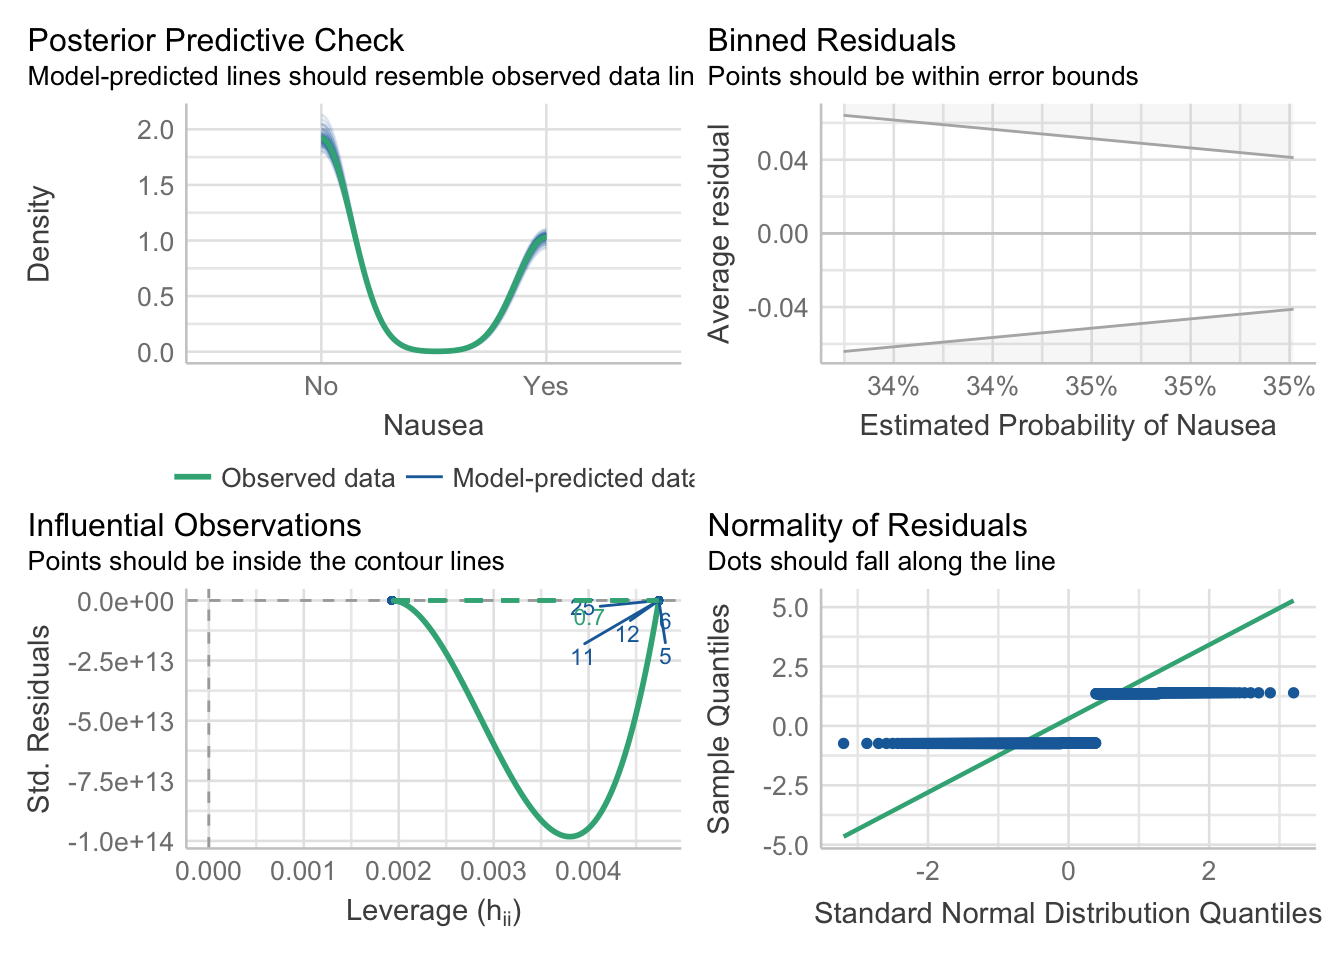 Posterior Predictive Check
Model-predicted lines should resemble observed data lin
2.0
1.5
1.0
0.5
0.0
Density
No
Yes
Nausea
Observed data
Model-predicted data
Binned Residuals
Points should be within error bounds
0.04
0.00
-0.04
Average residual
34%
34%
35%
35%
35%
Estimated Probability of Nausea
Influential Observations
Points should be inside the contour lines
0.0e+00
-2.5e+13
-5.0e+13
-7.5e+13
-1.0e+14
Std. Residuals
25
0.7
12
6
11
5
0.000
0.001
0.002
0.003
0.004
Leverage (hii)
Normality of Residuals
Dots should fall along the line
5.0
2.5
0.0
-2.5
-5.0
Sample Quantiles
-2
0
2
Standard Normal Distribution Quantiles